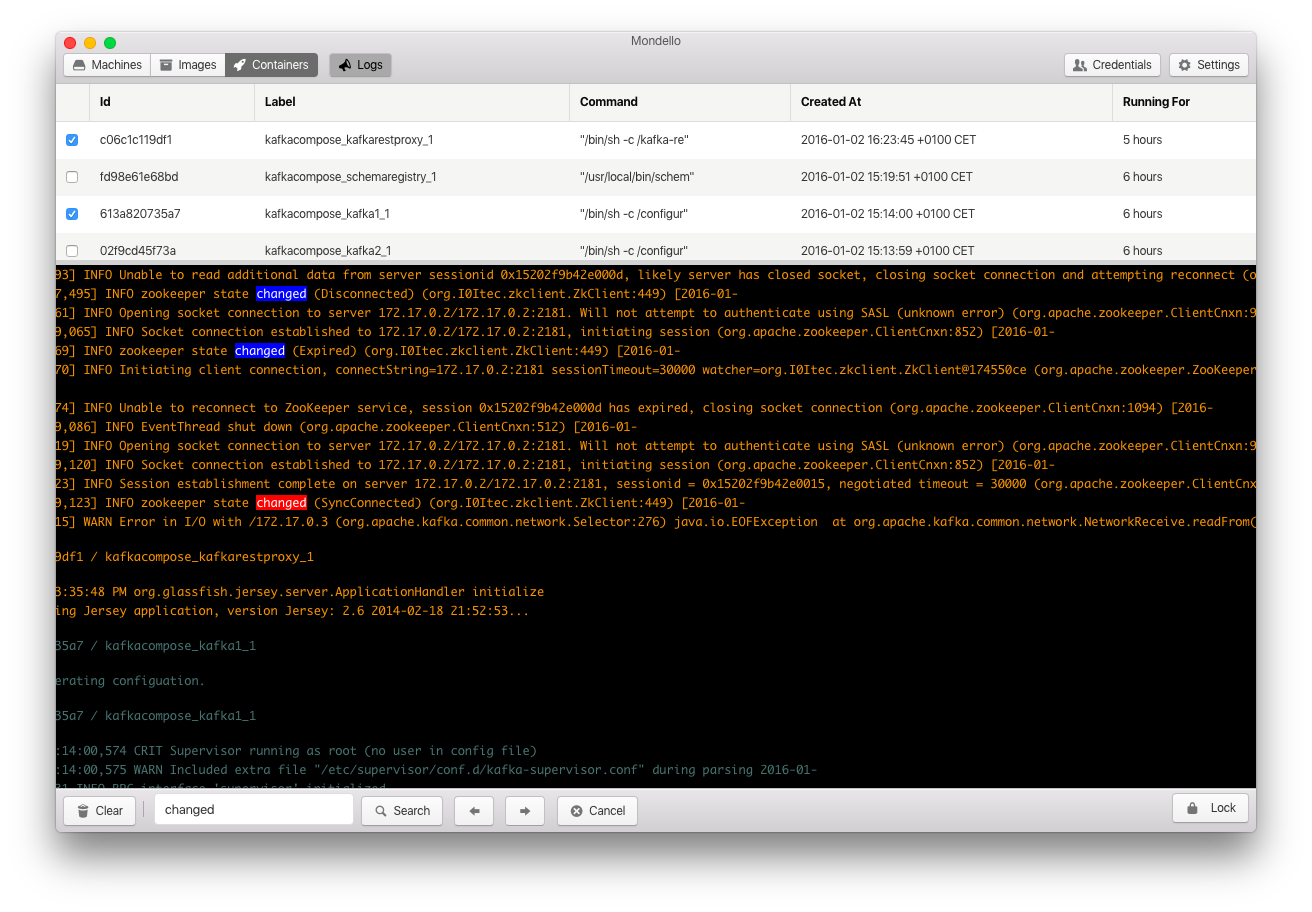 Mondello
Machines Images Containers Logs Credentials Settings
Id Label Command Created At Running For
c06c1c119df1 kafkacompose_kafkarestproxy_1 "/bin/sh -c /kafka-re" 2016-01-02 16:23:45 +0100 CET 5 hours
fd98e61e68bd kafkacompose_schemaregistry_1 "/usr/local/bin/schem" 2016-01-02 15:19:51 +0100 CET 6 hours
613a820735a7 kafkacompose_kafka1_1 "/bin/sh -c /configur" 2016-01-02 15:14:00 +0100 CET 6 hours
02f9cd45f73a kafkacompose_kafka2_1 "/bin/sh -c /configur" 2016-01-02 15:13:59 +0100 CET 6 hours
93] INFO Unable to read additional data from server sessionid 0x15202f9b42e000d, likely server has closed socket, closing socket connection and attempting reconnect (o
7,495] INFO zookeeper state changed (Disconnected) (org.I0Itec.zkclient.ZkClient:449) [2016-01-
61] INFO Opening socket connection to server 172.17.0.2/172.17.0.2:2181. Will not attempt to authenticate using SASL (unknown error) (org.apache.zookeeper.ClientCnxn:9
9,065] INFO Socket connection established to 172.17.0.2/172.17.0.2:2181, initiating session (org.apache.zookeeper.ClientCnxn:852) [2016-01-
69] INFO zookeeper state changed (Expired) (org.I0Itec.zkclient.ZkClient:449) [2016-01-
70] INFO Initiating client connection, connectString=172.17.0.2:2181 sessionTimeout=30000 watcher=org.I0Itec.zkclient.ZkClient@174550ce (org.apache.zookeeper.ZooKeeper
74] INFO Unable to reconnect to ZooKeeper service, session 0x15202f9b42e000d has expired, closing socket connection (org.apache.zookeeper.ClientCnxn:1094) [2016-
9,086] INFO EventThread shut down (org.apache.zookeeper.ClientCnxn:512) [2016-01-
19] INFO Opening socket connection to server 172.17.0.2/172.17.0.2:2181. Will not attempt to authenticate using SASL (unknown error) (org.apache.zookeeper.ClientCnxn:9
9,120] INFO Socket connection established to 172.17.0.2/172.17.0.2:2181, initiating session (org.apache.zookeeper.ClientCnxn:852) [2016-01-
23] INFO Session establishment complete on server 172.17.0.2/172.17.0.2:2181, sessionid = 0x15202f9b42e0015, negotiated timeout = 30000 (org.apache.zookeeper.ClientCnx
9,123] INFO zookeeper state changed (SyncConnected) (org.I0Itec.zkclient.ZkClient:449) [2016-01-
15] WARN Error in I/O with /172.17.0.3 (org.apache.kafka.common.network.Selector:276) java.io.EOFException  at org.apache.kafka.common.network.NetworkReceive.readFrom(
9df1 / kafkacompose_kafkarestproxy_1
3:35:48 PM org.glassfish.jersey.server.ApplicationHandler initialize
ing Jersey application, version Jersey: 2.6 2014-02-18 21:52:53...
35a7 / kafkacompose_kafka1_1
erating configuation.
35a7 / kafkacompose_kafka1_1
:14:00,574 CRIT Supervisor running as root (no user in config file)
:14:00,575 WARN Included extra file "/etc/supervisor/conf.d/kafka-supervisor.conf" during parsing 2016-01-
31 INFO RPC interface 'supervisor' initialized
Clear changed Search Cancel Lock